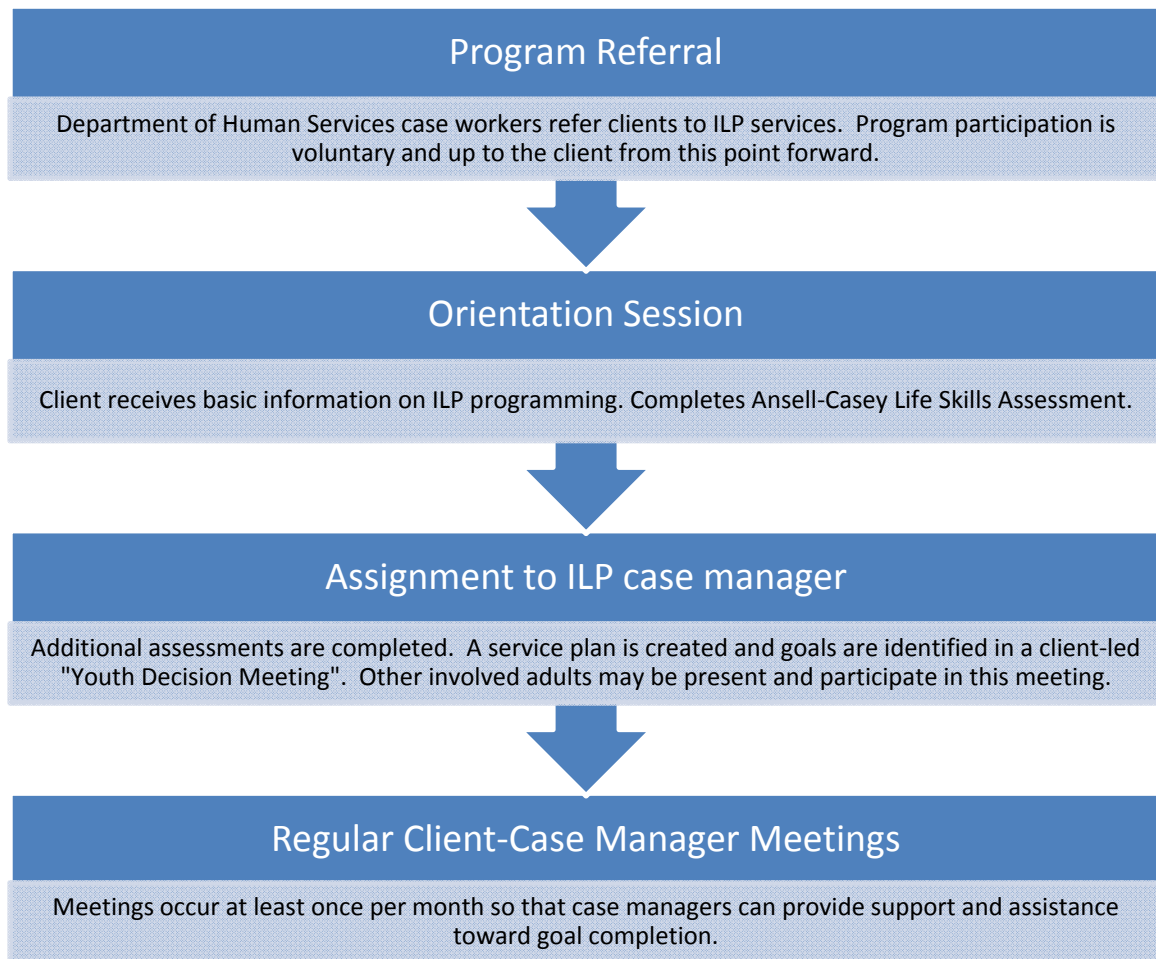 Program Referral
Department of Human Services case workers refer clients to ILP services.  Program participation is
voluntary and up to the client from this point forward.
Orientation Session
Client receives basic information on ILP programming. Completes Ansell-Casey Life Skills Assessment.
Assignment to ILP case manager
Additional assessments are completed.  A service plan is created and goals are identified in a client-led
"Youth Decision Meeting".  Other involved adults may be present and participate in this meeting.
Regular Client-Case Manager Meetings
Meetings occur at least once per month so that case managers can provide support and assistance
toward goal completion.